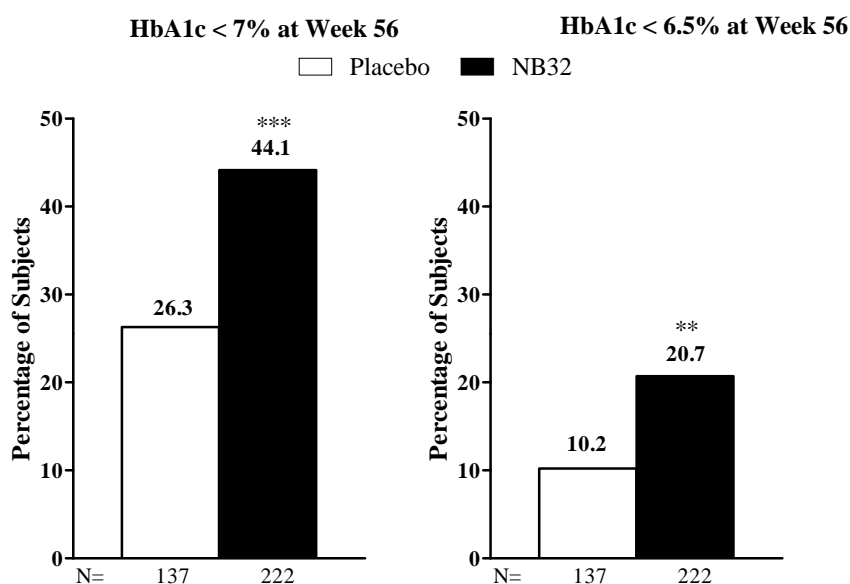 HbA1c < 7% at Week 56
HbA1c < 6.5% at Week 56
Placebo NB32
Percentage of Subjects
50
40
30
20
10
0
***
44.1
26.3
N= 137 222
Percentage of Subjects
50
40
30
20
10
0
**
20.7
10.2
N= 137 222